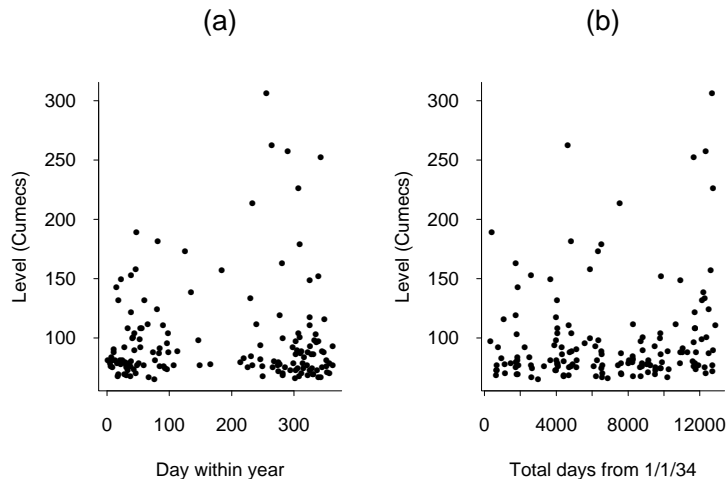 (a)
Level (Cumecs)
300
250
200
150
100
0 100 200 300
Day within year
(b)
Level (Cumecs)
300
250
200
150
100
0 4000 8000 12000
Total days from 1/1/34